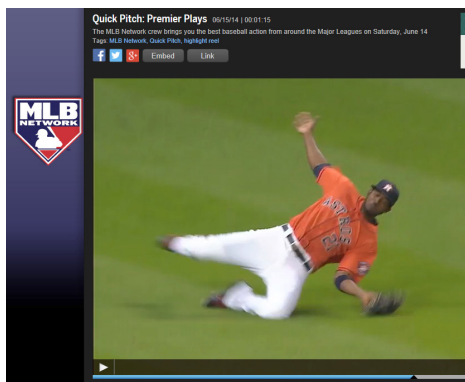 Quick Pitch: Premier Plays 06/15/14 | 00:01:15
The MLB Network crew brings you the best baseball action from around the Major Leagues on Saturday, June 14
Tags: MLB Network, Quick Pitch, highlight reel
f 8+ Embed Link
MLB
NETWORK
ASTROS